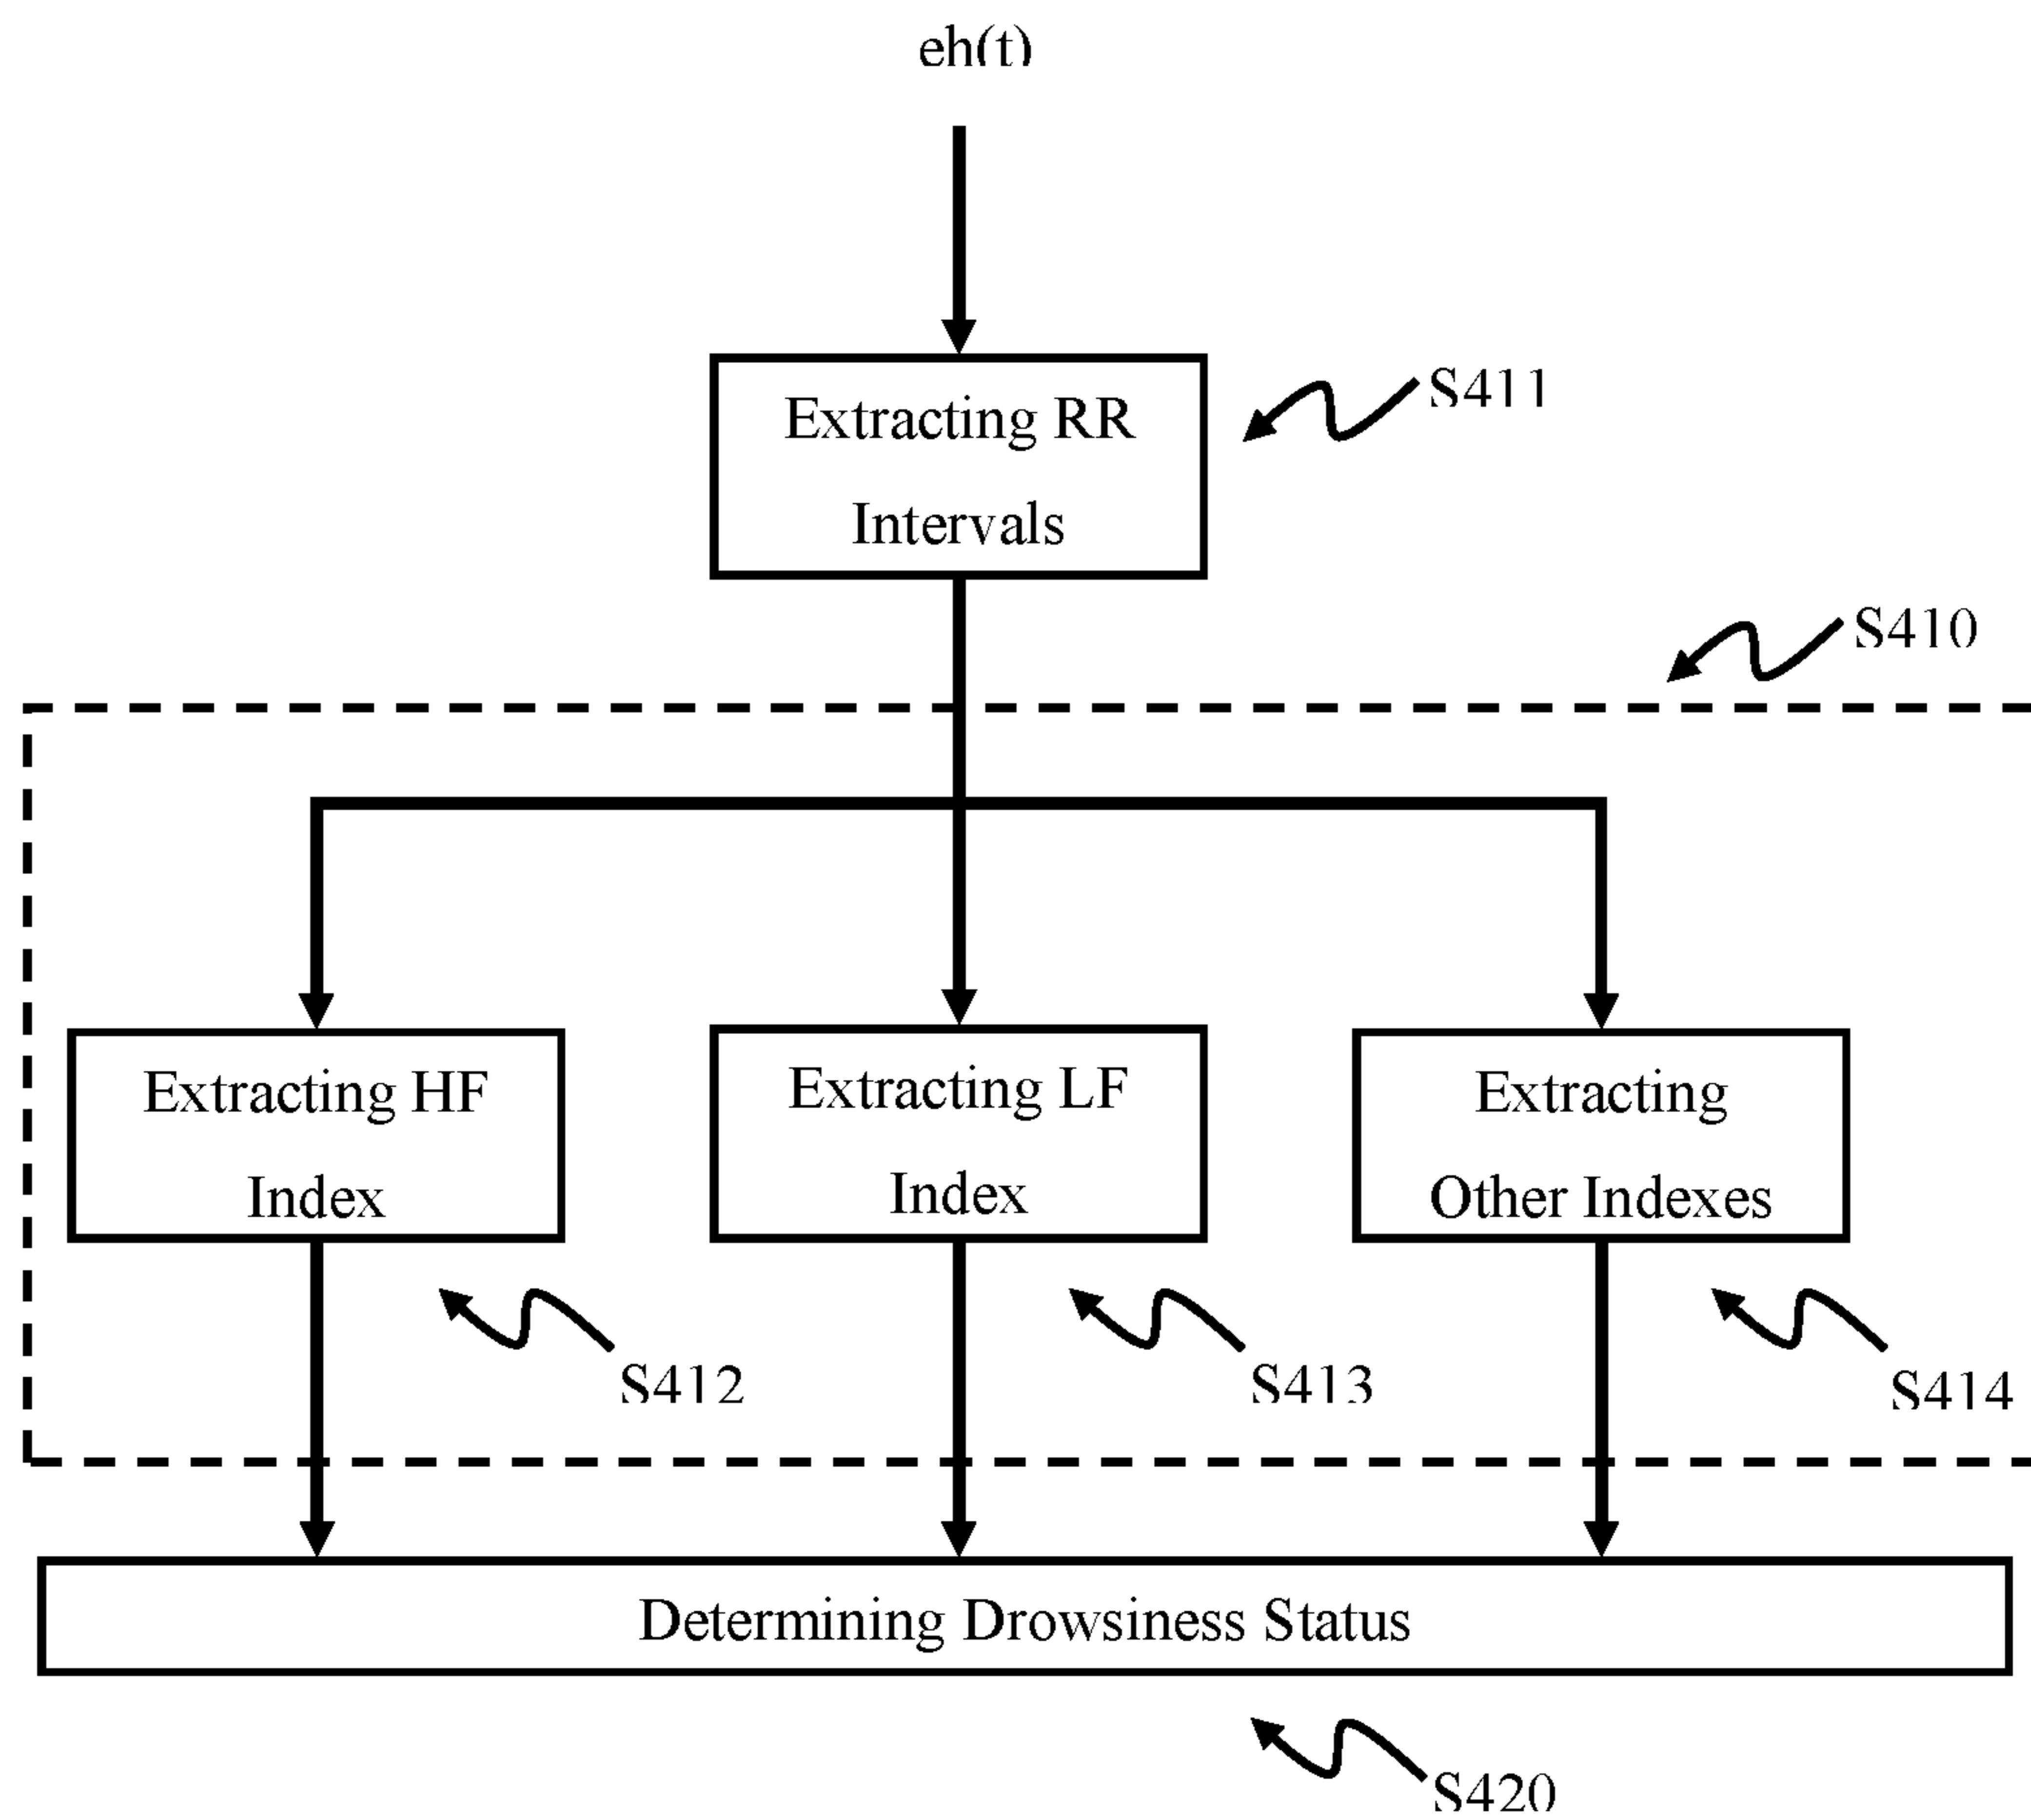 eh(t)
Extracting RR
Intervals
S411
S410
Extracting HF
Index
Extracting LF
Index
Extracting
Other Indexes
S412
S413
S414
Determining Drowsiness Status
S420